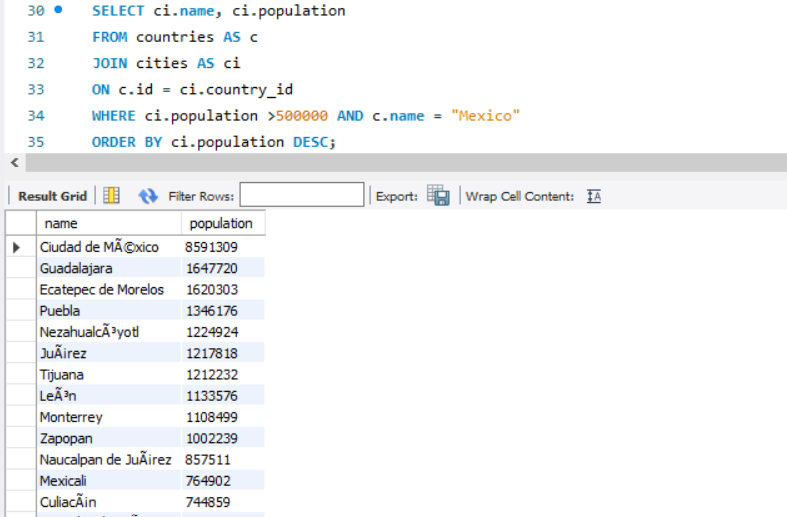 30 SELECT ci.name, ci.population
31 FROM countries AS c
32 JOIN cities AS ci
33 ON c.id = ci.country_id
34 WHERE ci.population >500000 AND c.name = "Mexico"
35 ORDER BY ci.population DESC;
Result Grid Filter Rows: Export: Wrap Cell Content:
name population
Ciudad de MÃ©xico 8591309
Guadalajara 1647720
Ecatepec de Morelos 1620303
Puebla 1346176
NezahualcÃ³yotl 1224924
JuÃ¡rez 1217818
Tijuana 1212232
LeÃ³n 1133576
Monterrey 1108499
Zapopan 1002239
Naucalpan de JuÃ¡rez 857511
Mexicali 764902
CuliacÃ¡n 744859